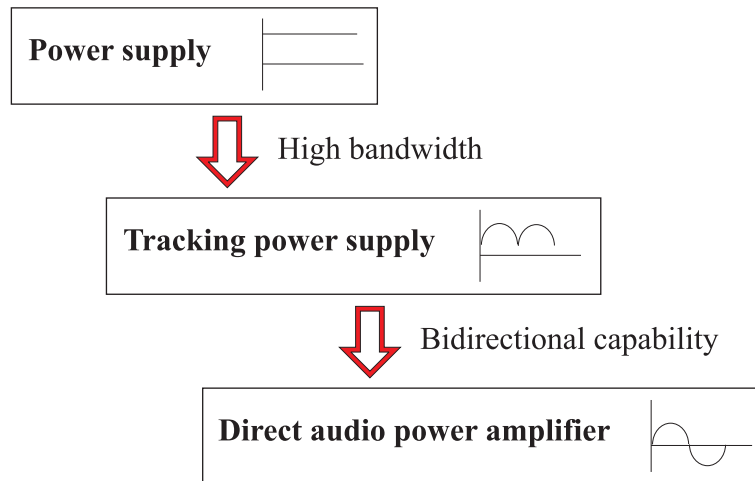 Power supply
High bandwidth
Tracking power supply
Bidirectional capability
Direct audio power amplifier